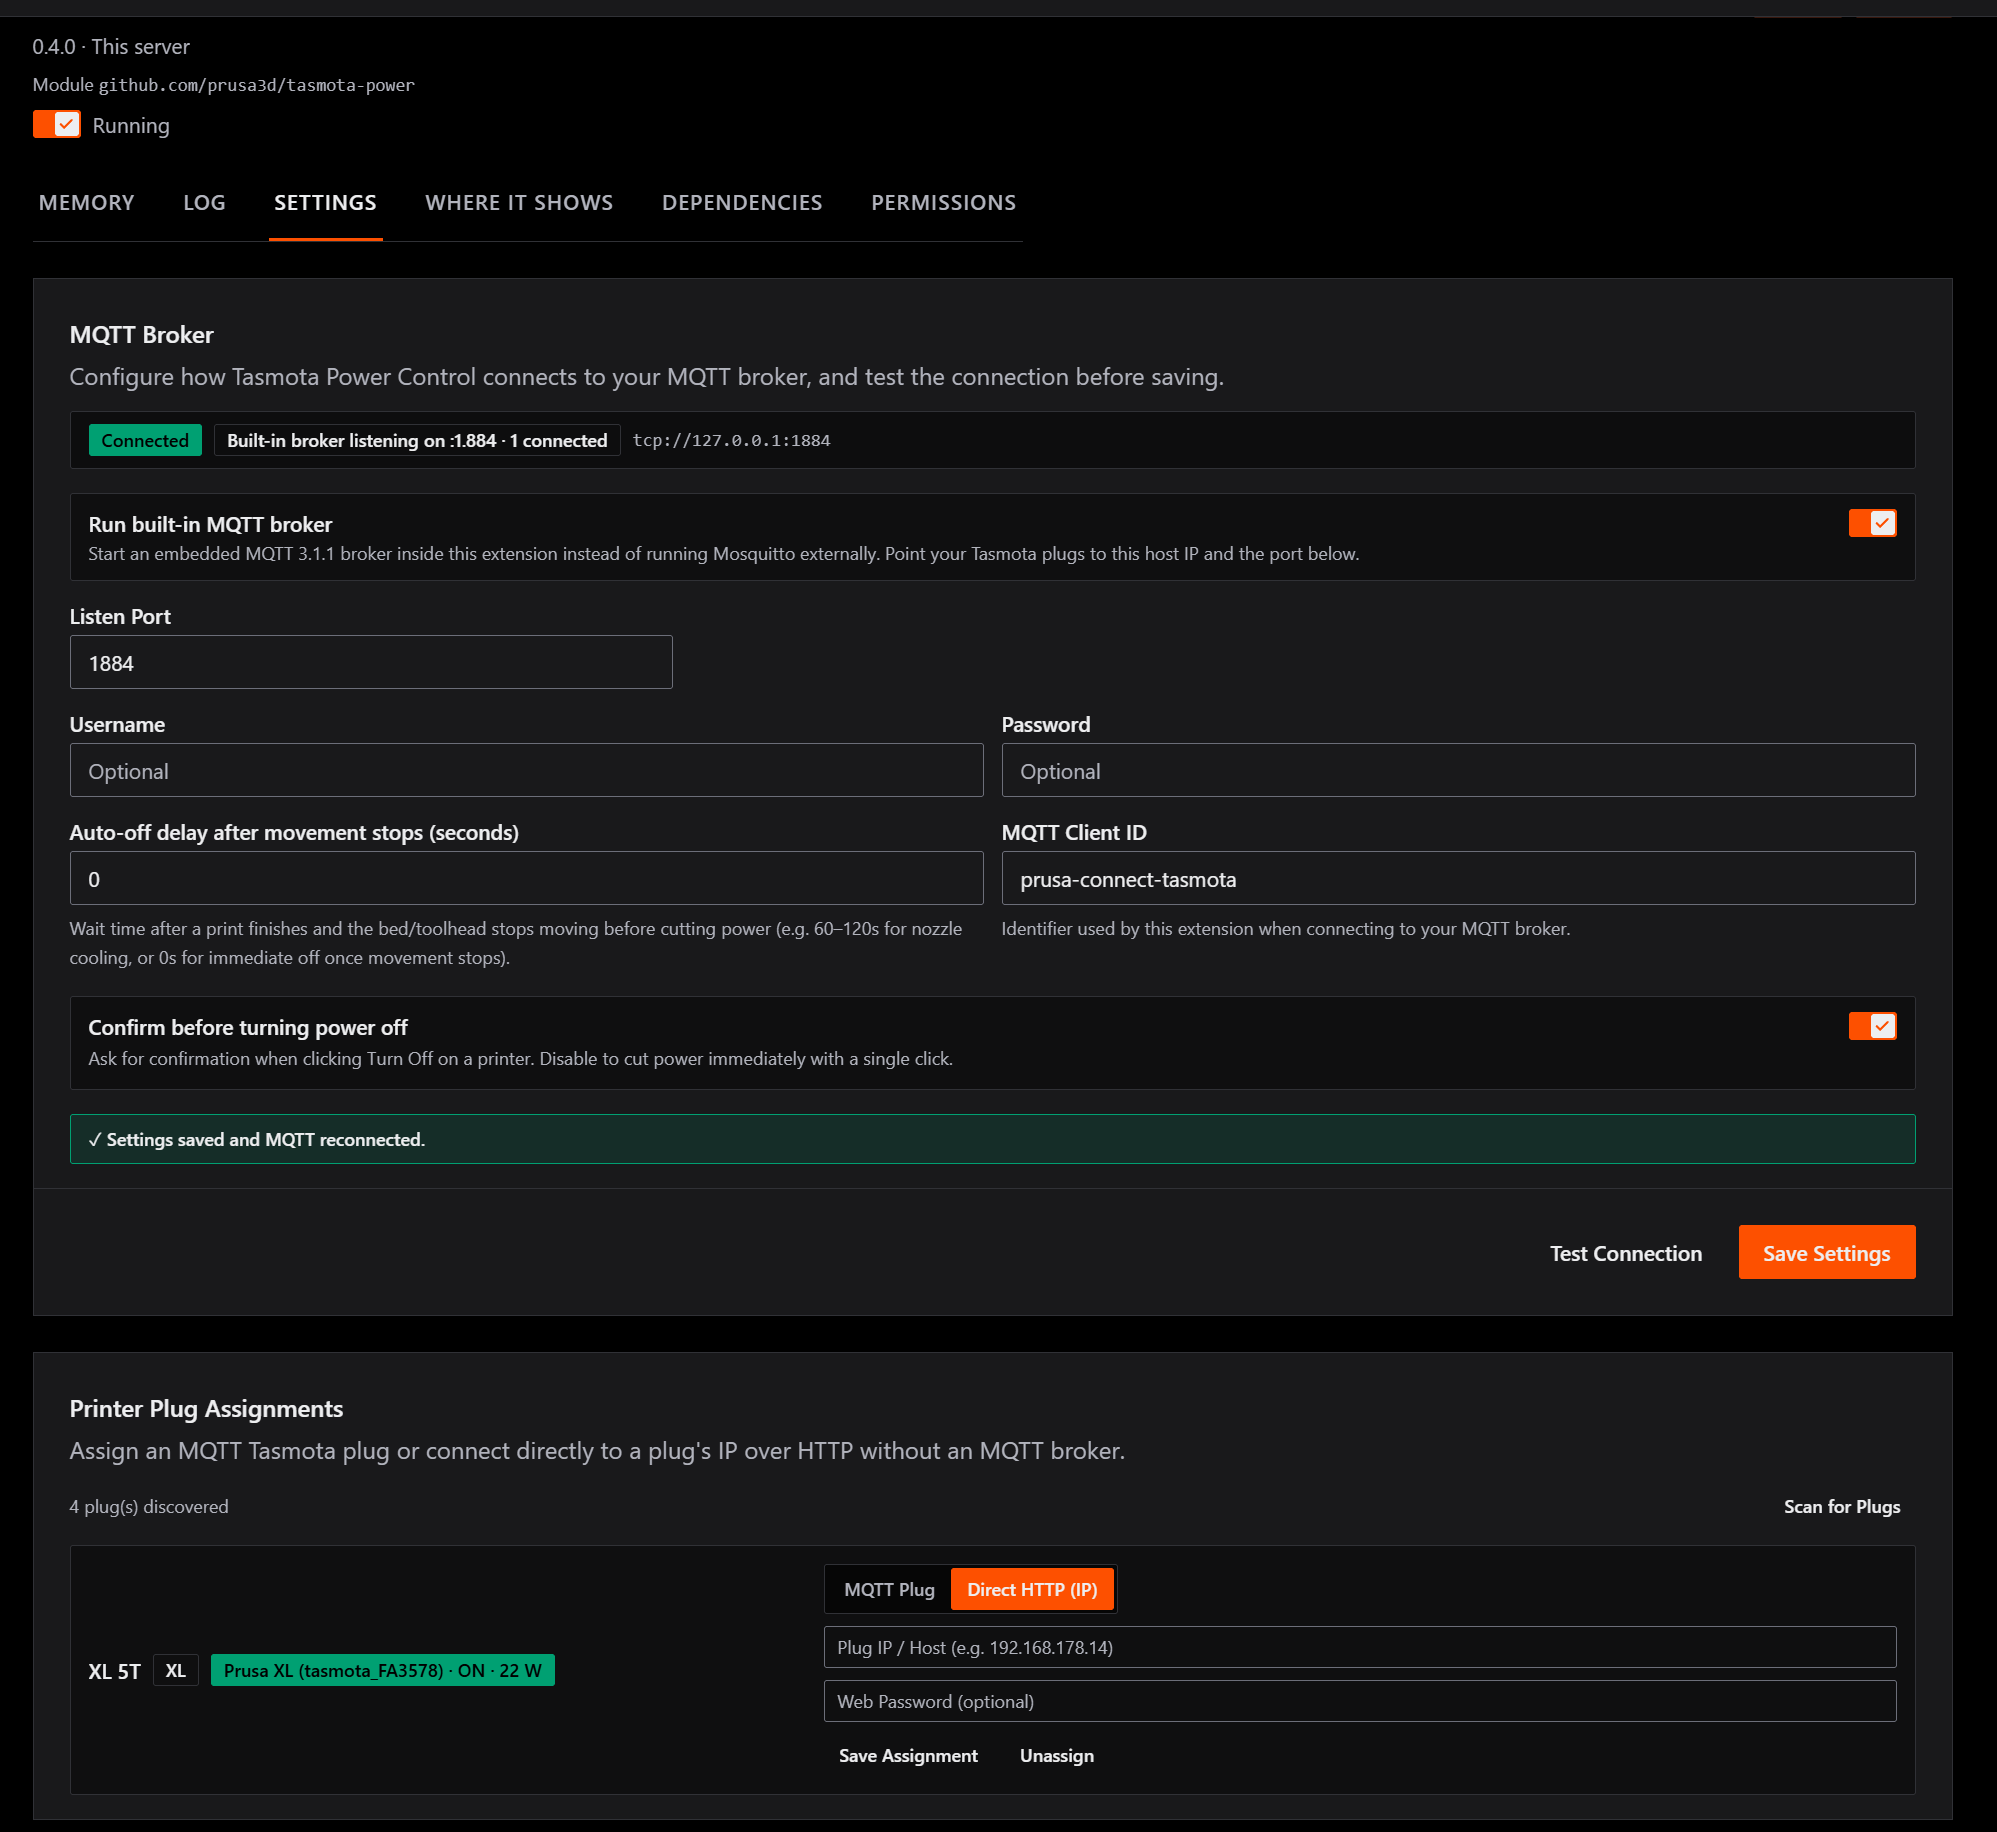 0.4.0 · This server
Module github.com/prusa3d/tasmota-power
Running
MEMORY LOG SETTINGS WHERE IT SHOWS DEPENDENCIES PERMISSIONS
MQTT Broker
Configure how Tasmota Power Control connects to your MQTT broker, and test the connection before saving.
Connected Built-in broker listening on :1.884 · 1 connected tcp://127.0.0.1:1884
Run built-in MQTT broker
Start an embedded MQTT 3.1.1 broker inside this extension instead of running Mosquitto externally. Point your Tasmota plugs to this host IP and the port below.
Listen Port
1884
Username Password
Optional Optional
Auto-off delay after movement stops (seconds) MQTT Client ID
0 prusa-connect-tasmota
Wait time after a print finishes and the bed/toolhead stops moving before cutting power (e.g. 60–120s for nozzle
cooling, or 0s for immediate off once movement stops).
Identifier used by this extension when connecting to your MQTT broker.
Confirm before turning power off
Ask for confirmation when clicking Turn Off on a printer. Disable to cut power immediately with a single click.
✓ Settings saved and MQTT reconnected.
Test Connection Save Settings
Printer Plug Assignments
Assign an MQTT Tasmota plug or connect directly to a plug's IP over HTTP without an MQTT broker.
4 plug(s) discovered Scan for Plugs
XL 5T XL Prusa XL (tasmota_FA3578) · ON · 22 W
MQTT Plug Direct HTTP (IP)
Plug IP / Host (e.g. 192.168.178.14)
Web Password (optional)
Save Assignment Unassign